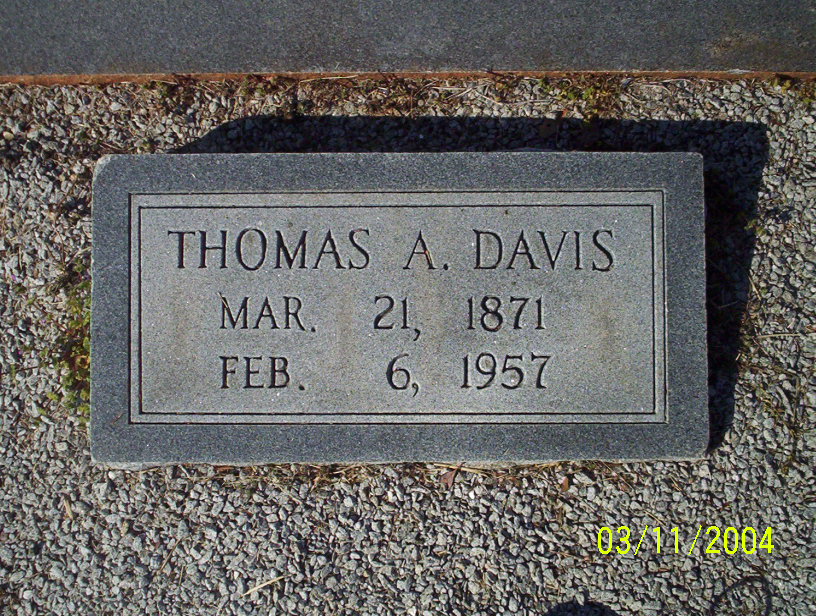 THOMAS A. DAVIS
MAR. 21, 1871
FEB. 6, 1957
03/11/2004